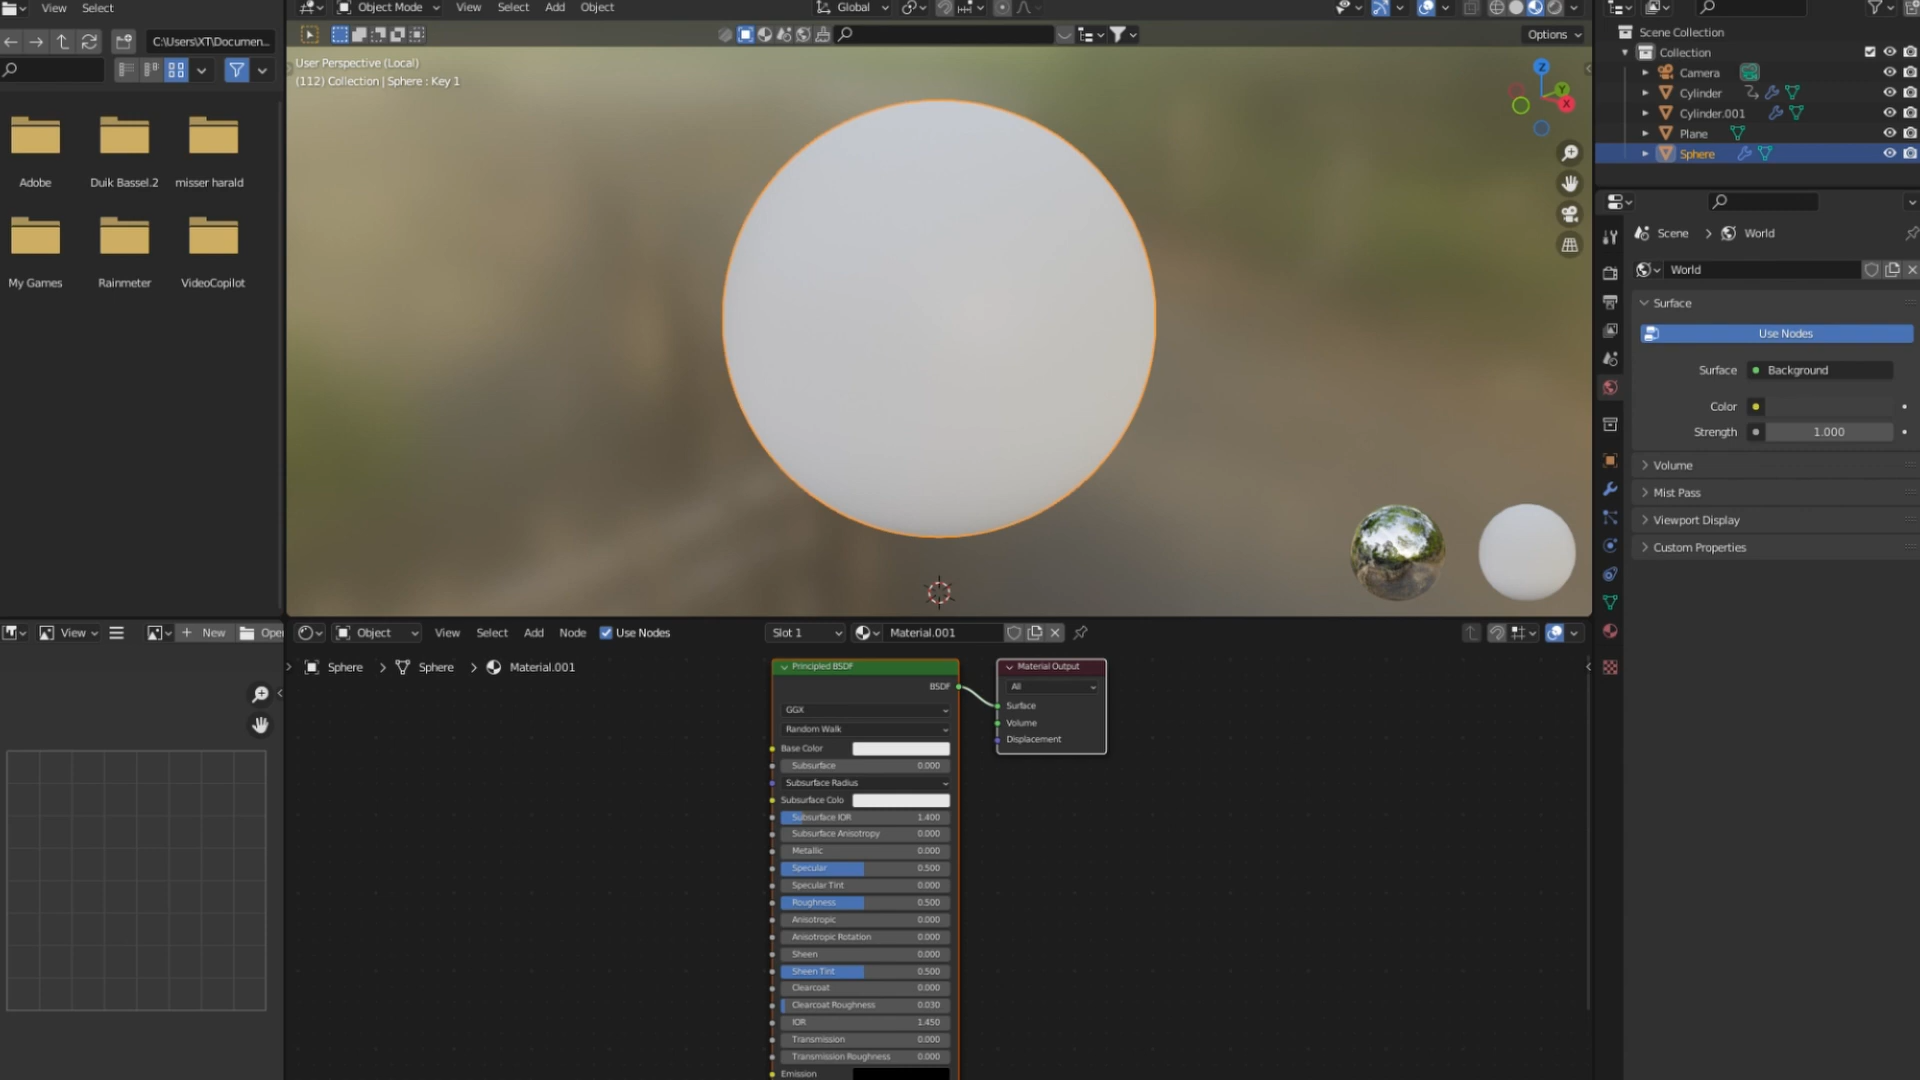 View Select
Object Mode View Select Add Object Global
C:\Users\XT\Documen...
Options
Adobe Duik Bassel.2 misser harald
My Games Rainmeter VideoCopilot
User Perspective (Local)
(112) Collection | Sphere : Key 1
Z
Y
X
Scene Collection
Collection
Camera
Cylinder
Cylinder.001
Plane
Sphere
Scene > World
World
Surface
Use Nodes
Surface Background
Color
Strength 1.000
Volume
Mist Pass
Viewport Display
Custom Properties
View New Ope
Object View Select Add Node Use Nodes Slot 1 Material.001
Sphere > Sphere > Material.001
Principled BSDF
BSDF
GGX
Random Walk
Base Color
Subsurface 0.000
Subsurface Radius
Subsurface Colo
Subsurface IOR 1.400
Subsurface Anisotropy 0.000
Metallic 0.000
Specular 0.500
Specular Tint 0.000
Roughness 0.500
Anisotropic 0.000
Anisotropic Rotation 0.000
Sheen 0.000
Sheen Tint 0.500
Clearcoat 0.000
Clearcoat Roughness 0.030
IOR 1.450
Transmission 0.000
Transmission Roughness 0.000
Emission
Material Output
All
Surface
Volume
Displacement